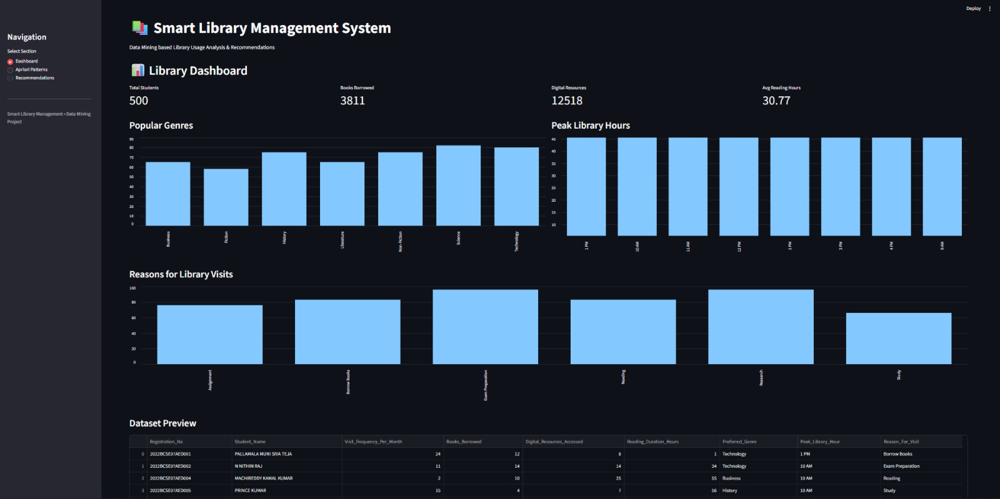 Deploy
Navigation
Select Section
Dashboard
Apriori Patterns
Recommendations
Smart Library Management • Data Mining
Project
Smart Library Management System
Data Mining based Library Usage Analysis & Recommendations
Library Dashboard
Total Students
500
Books Borrowed
3811
Digital Resources
12518
Avg Reading Hours
30.77
Popular Genres
90
80
70
60
50
40
30
20
10
0
Business
Fiction
History
Literature
Non-Fiction
Science
Technology
Peak Library Hours
45
40
35
30
25
20
15
10
1 PM
10 AM
11 AM
12 PM
2 PM
3 PM
4 PM
9 AM
Reasons for Library Visits
100
80
60
40
20
0
Assignment
Borrow Books
Exam Preparation
Reading
Research
Study
Dataset Preview
Registration_No Student_Name Visit_Frequency_Per_Month Books_Borrowed Digital_Resources_Accessed Reading_Duration_Hours Preferred_Genre Peak_Library_Hour Reason_For_Visit
0 2022BCSE07AED001 PALLAMALA MUNI SIVA TEJA 24 12 8 1 Technology 1 PM Borrow Books
1 2022BCSE07AED002 N NITHIN RAJ 11 14 14 34 Technology 10 AM Exam Preparation
2 2022BCSE07AED004 MACHIREDDY KAMAL KUMAR 2 10 25 55 Business 10 AM Reading
3 2022BCSE07AED005 PRINCE KUMAR 15 4 7 56 History 10 AM Study